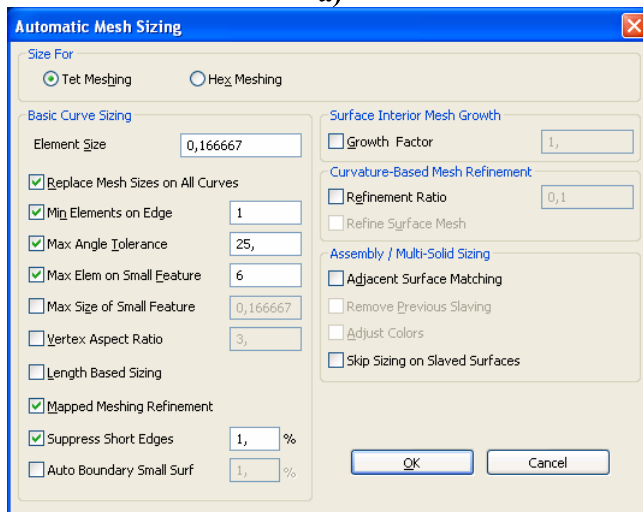 a)
Automatic Mesh Sizing
Size For
Tet Meshing Hex Meshing
Basic Curve Sizing
Element Size 0,166667
Replace Mesh Sizes on All Curves
Min Elements on Edge 1
Max Angle Tolerance 25,
Max Elem on Small Feature 6
Max Size of Small Feature 0,166667
Vertex Aspect Ratio 3,
Length Based Sizing
Mapped Meshing Refinement
Suppress Short Edges 1, %
Auto Boundary Small Surf 1, %
Surface Interior Mesh Growth
Growth Factor 1,
Curvature-Based Mesh Refinement
Refinement Ratio 0,1
Refine Surface Mesh
Assembly / Multi-Solid Sizing
Adjacent Surface Matching
Remove Previous Slaving
Adjust Colors
Skip Sizing on Slaved Surfaces
OK Cancel